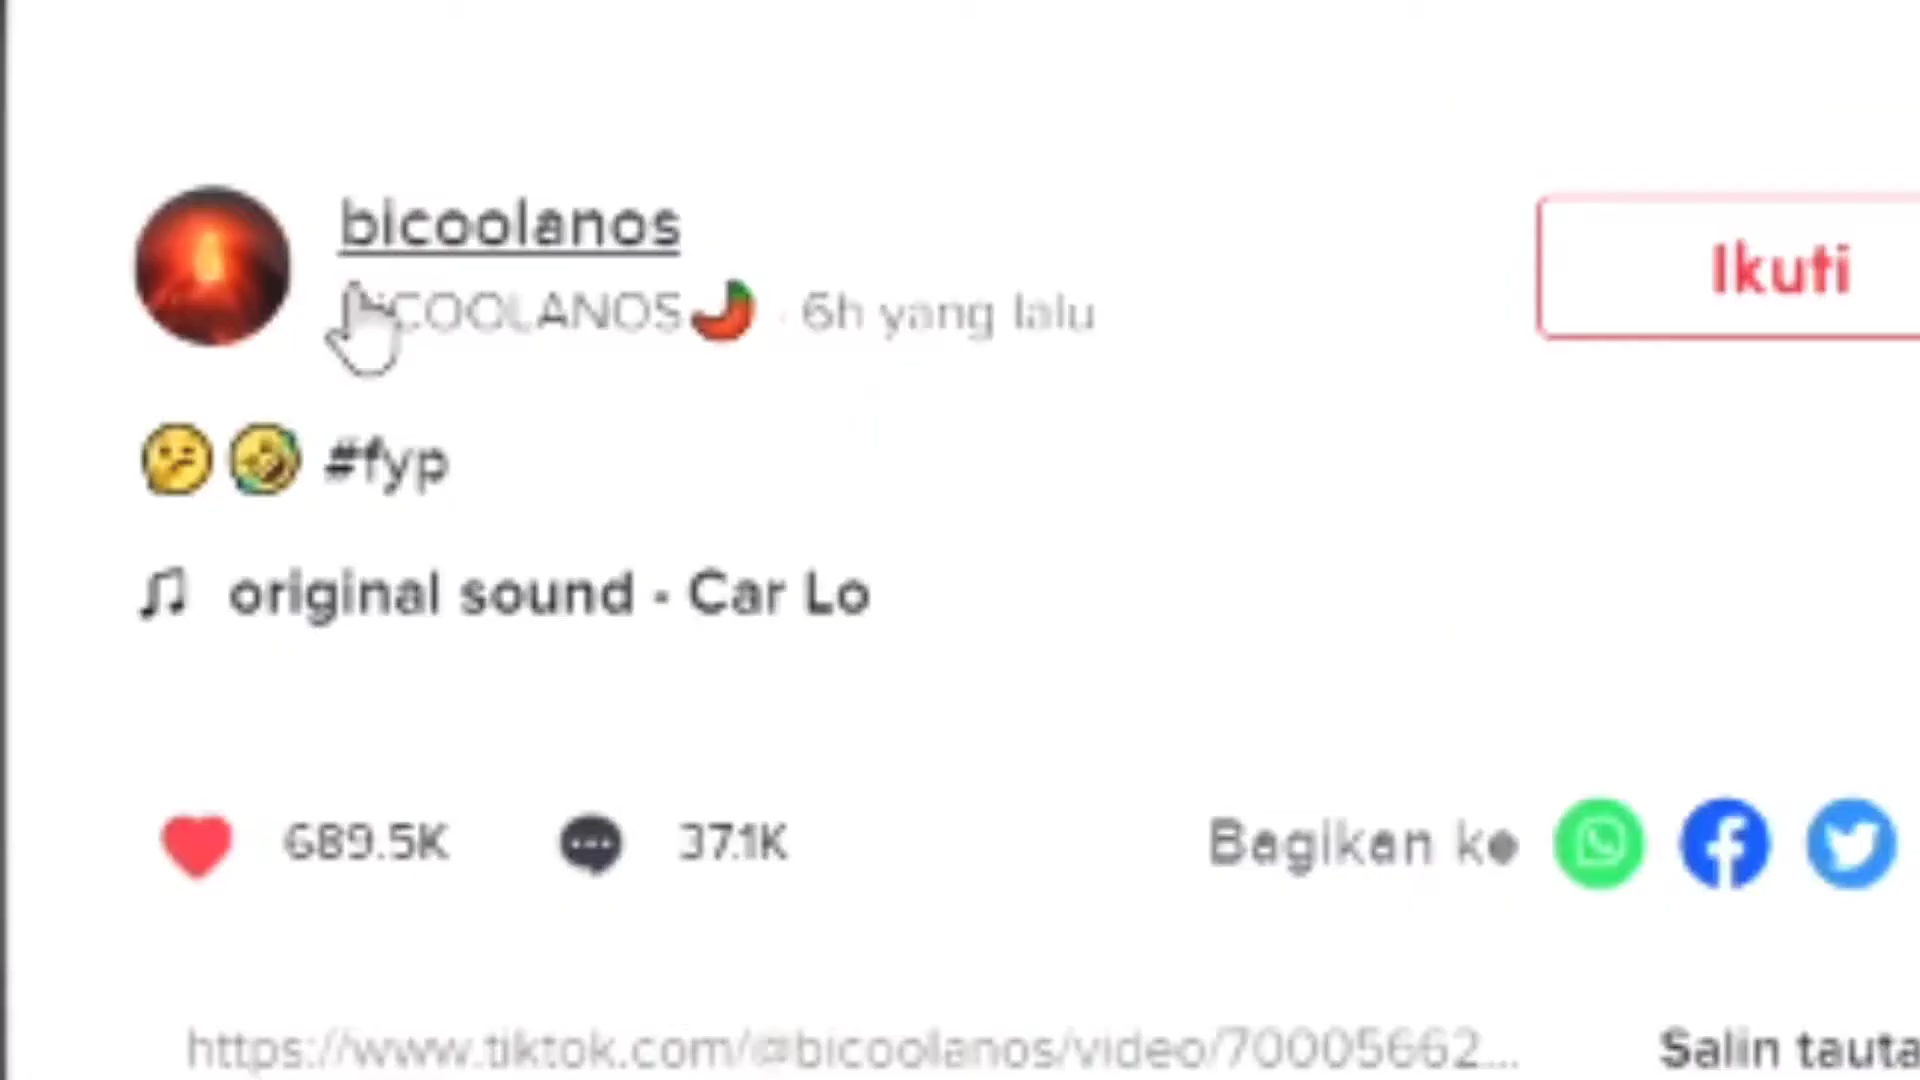 bicoolanos
COOLANOS🌶 · 6h yang lalu
Ikuti
🤔 🤣 #fyp
♫ original sound - Car Lo
689.5K
37.1K
Bagikan ke
https://www.tiktok.com/@bicoolanos/video/70005662...
Salin tauta